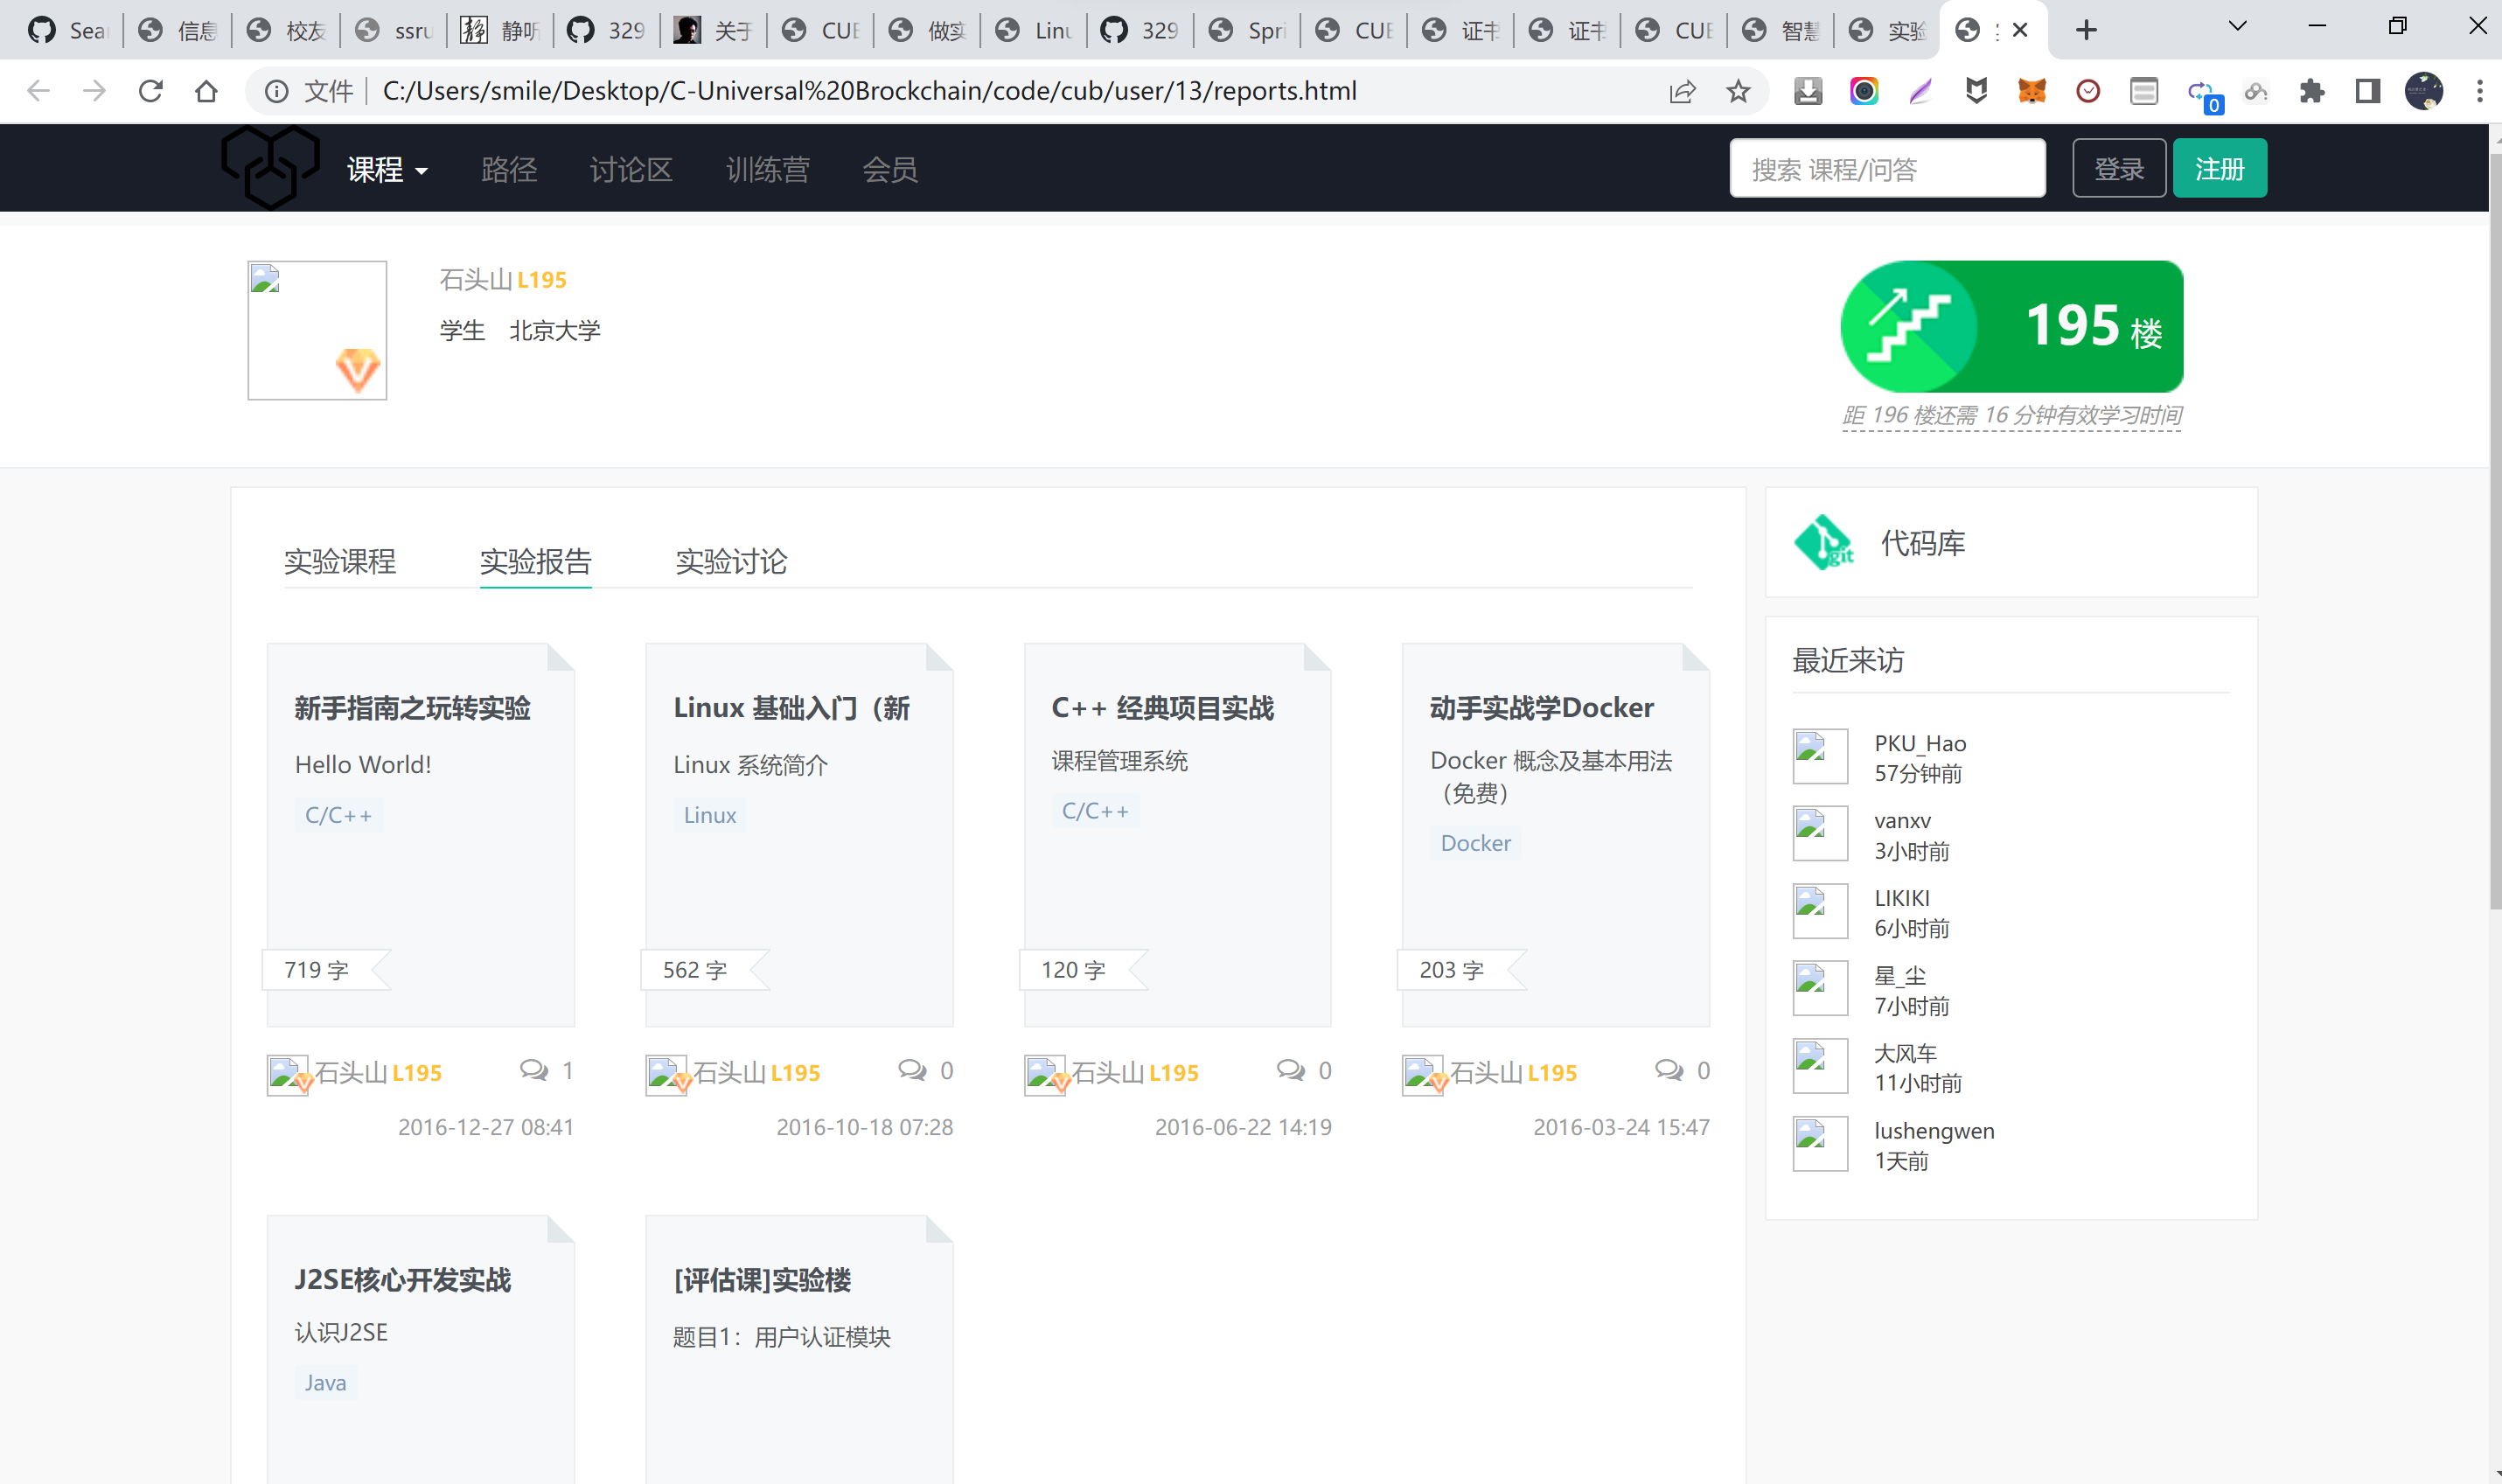 Sea
信息
校友
ssru
静 静听
329
关于
CUE
做实
Linu
329
Spri
CUE
证书
证书
CUE
智慧
实验
文件 C:/Users/smile/Desktop/C-Universal%20Brockchain/code/cub/user/13/reports.html
0
课程 路径 讨论区 训练营 会员 搜索 课程/问答 登录 注册
石头山 L195
学生 北京大学
195 楼
距 196 楼还需 16 分钟有效学习时间
实验课程 实验报告 实验讨论
新手指南之玩转实验
Hello World!
C/C++
719 字
石头山 L195 1
2016-12-27 08:41
Linux 基础入门（新
Linux 系统简介
Linux
562 字
石头山 L195 0
2016-10-18 07:28
C++ 经典项目实战
课程管理系统
C/C++
120 字
石头山 L195 0
2016-06-22 14:19
动手实战学Docker
Docker 概念及基本用法
（免费）
Docker
203 字
石头山 L195 0
2016-03-24 15:47
J2SE核心开发实战
认识J2SE
Java
[评估课]实验楼
题目1：用户认证模块
git 代码库
最近来访
PKU_Hao
57分钟前
vanxv
3小时前
LIKIKI
6小时前
星_尘
7小时前
大风车
11小时前
lushengwen
1天前